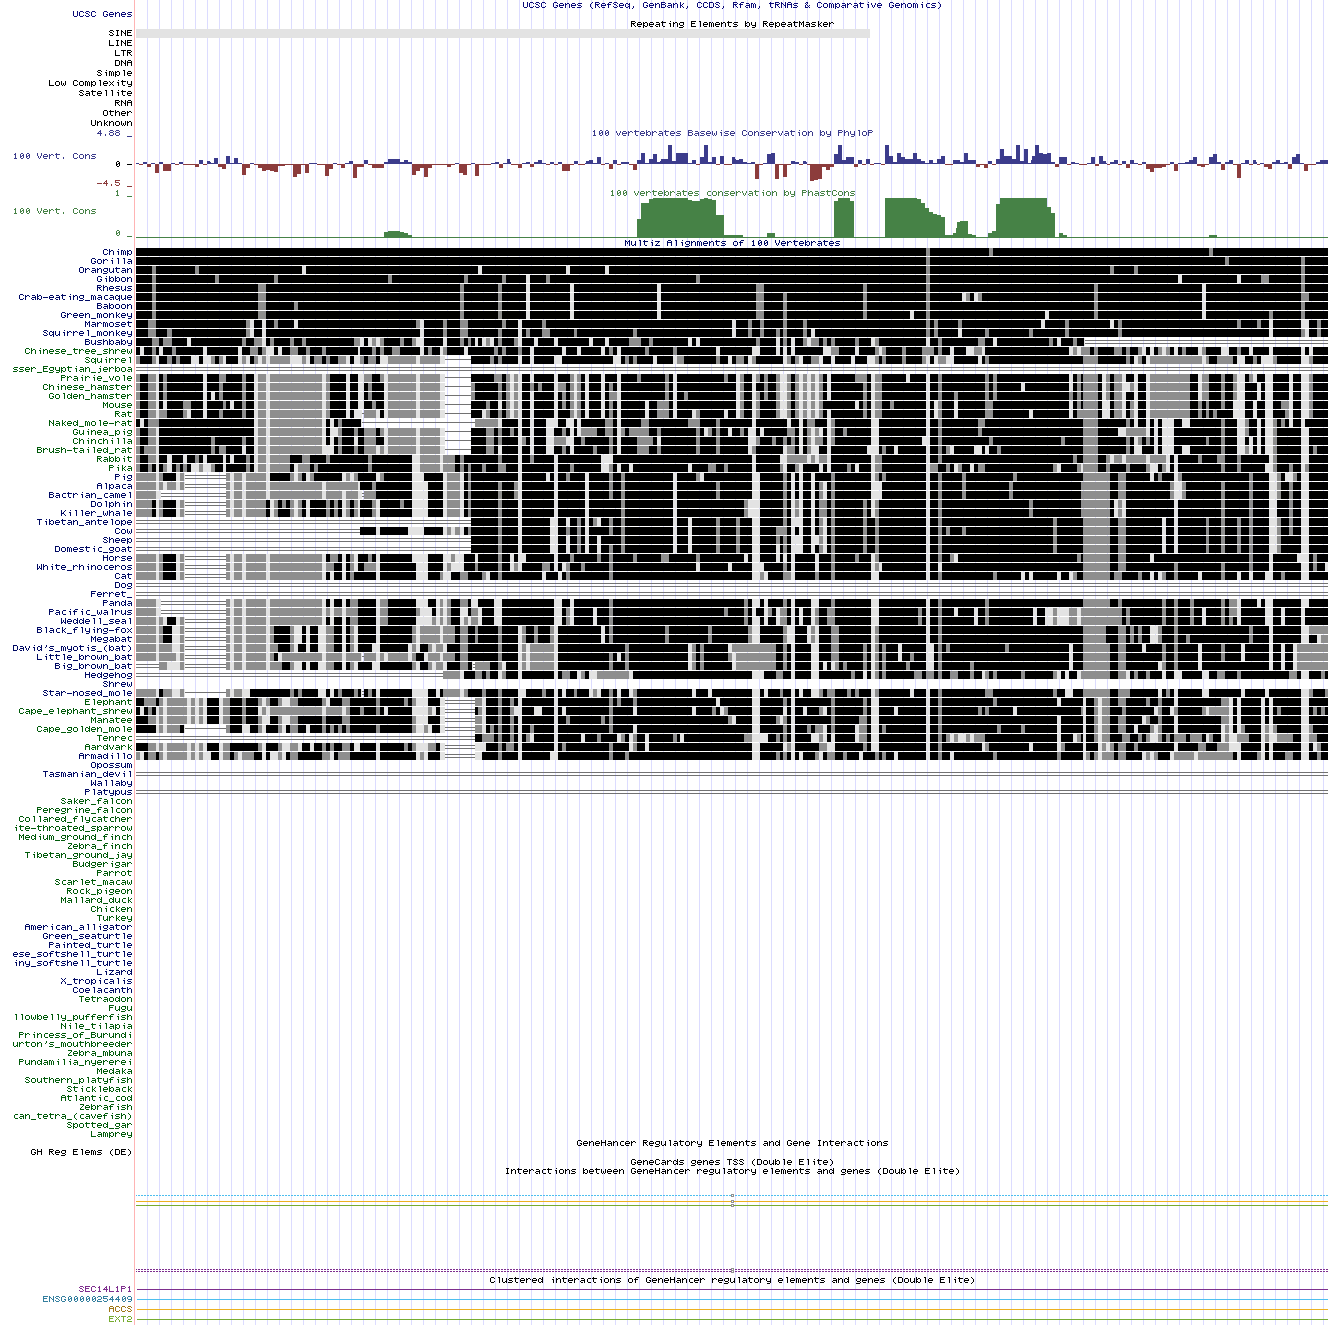 UCSC Genes (RefSeq, GenBank, CCDS, Rfam, tRNAs & Comparative Genomics)
UCSC Genes
Repeating Elements by RepeatMasker
SINE
LINE
LTR
DNA
Simple
Low Complexity
Satellite
RNA
Other
Unknown
100 vertebrates Basewise Conservation by PhyloP
4.88 _
100 Vert. Cons
0 _
-4.5 _
100 vertebrates conservation by PhastCons
1 _
100 Vert. Cons
0 _
Multiz Alignments of 100 Vertebrates
Chimp
Gorilla
Orangutan
Gibbon
Rhesus
Crab-eating_macaque
Baboon
Green_monkey
Marmoset
Squirrel_monkey
Bushbaby
Chinese_tree_shrew
Squirrel
sser_Egyptian_jerboa
Prairie_vole
Chinese_hamster
Golden_hamster
Mouse
Rat
Naked_mole-rat
Guinea_pig
Chinchilla
Brush-tailed_rat
Rabbit
Pika
Pig
Alpaca
Bactrian_camel
Dolphin
Killer_whale
Tibetan_antelope
Cow
Sheep
Domestic_goat
Horse
White_rhinoceros
Cat
Dog
Ferret_
Panda
Pacific_walrus
Weddell_seal
Black_flying-fox
Megabat
David's_myotis_(bat)
Little_brown_bat
Big_brown_bat
Hedgehog
Shrew
Star-nosed_mole
Elephant
Cape_elephant_shrew
Manatee
Cape_golden_mole
Tenrec
Aardvark
Armadillo
Opossum
Tasmanian_devil
Wallaby
Platypus
Saker_falcon
Peregrine_falcon
Collared_flycatcher
ite-throated_sparrow
Medium_ground_finch
Zebra_finch
Tibetan_ground_jay
Budgerigar
Parrot
Scarlet_macaw
Rock_pigeon
Mallard_duck
Chicken
Turkey
American_alligator
Green_seaturtle
Painted_turtle
ese_softshell_turtle
iny_softshell_turtle
Lizard
X_tropicalis
Coelacanth
Tetraodon
Fugu
llowbelly_pufferfish
Nile_tilapia
Princess_of_Burundi
urton's_mouthbreeder
Zebra_mbuna
Pundamilia_nyererei
Medaka
Southern_platyfish
Stickleback
Atlantic_cod
Zebrafish
can_tetra_(cavefish)
Spotted_gar
Lamprey
GeneHancer Regulatory Elements and Gene Interactions
GH Reg Elems (DE)
GeneCards genes TSS (Double Elite)
Interactions between GeneHancer regulatory elements and genes (Double Elite)
Clustered interactions of GeneHancer regulatory elements and genes (Double Elite)
SEC14L1P1
ENSG00000254409
ACCS
EXT2